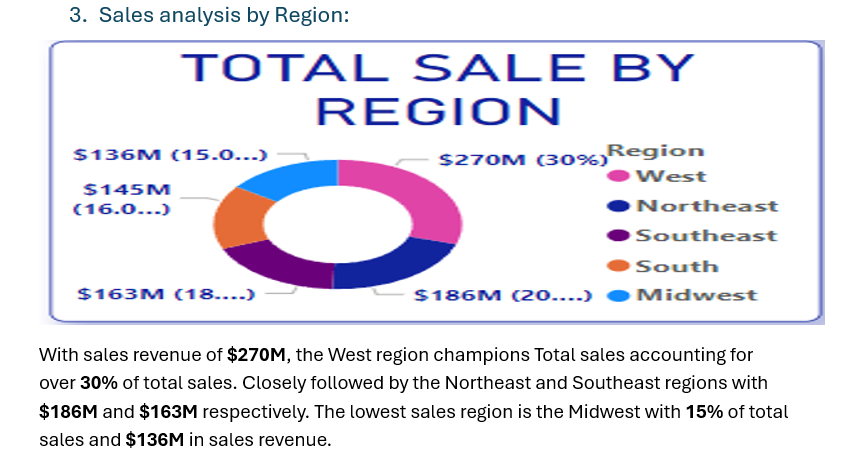 3. Sales analysis by Region:
TOTAL SALE BY
REGION
$136M (15.0...)
$270M (30%)
Region
West
$145M
(16.0...)
Northeast
Southeast
South
$163M (18....)
$186M (20....)
Midwest
With sales revenue of $270M, the West region champions Total sales accounting for
over 30% of total sales. Closely followed by the Northeast and Southeast regions with
$186M and $163M respectively. The lowest sales region is the Midwest with 15% of total
sales and $136M in sales revenue.